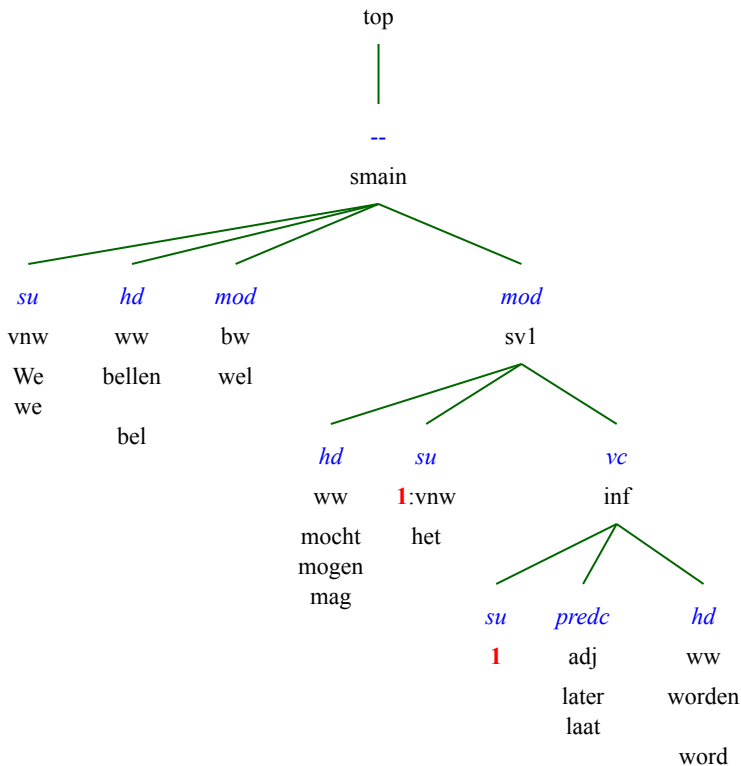 top
--
smain
su hd mod mod
vnw ww bw sv1
We bellen wel
we
bel
hd su vc
ww 1:vnw inf
mocht het
mogen
mag
su predc hd
1 adj ww
later worden
laat
word